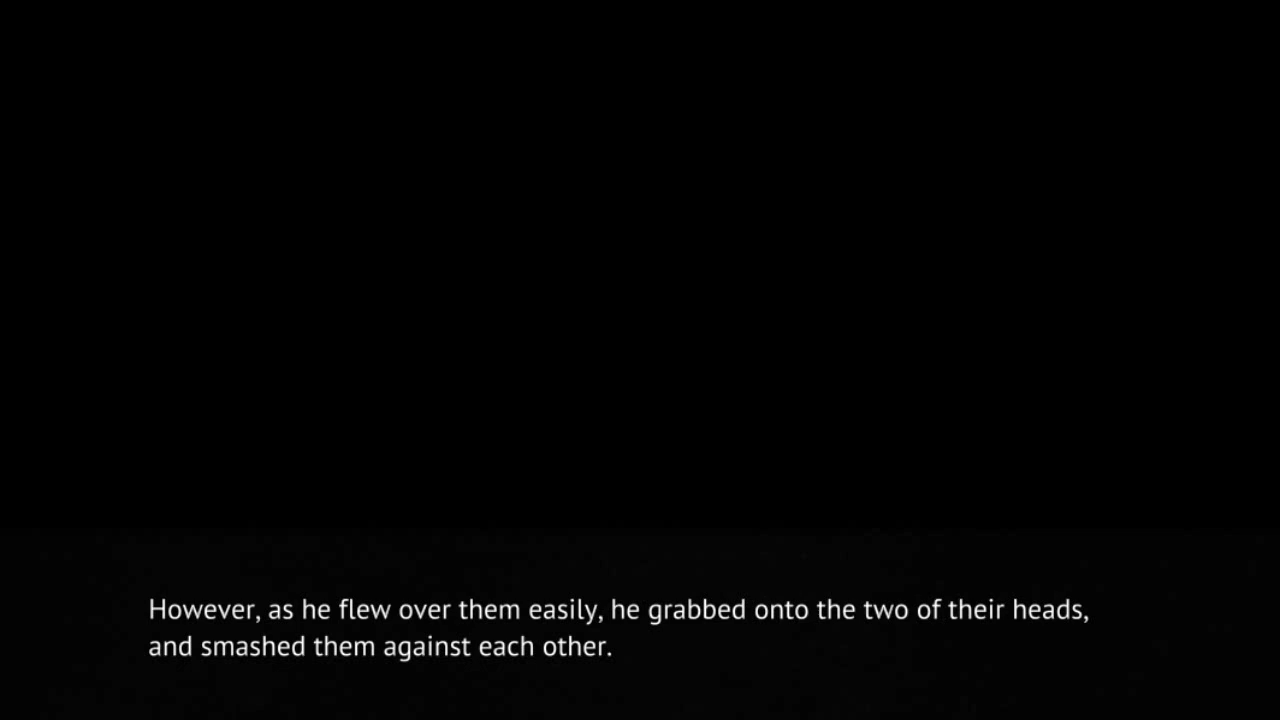 However, as he flew over them easily, he grabbed onto the two of their heads,
and smashed them against each other.